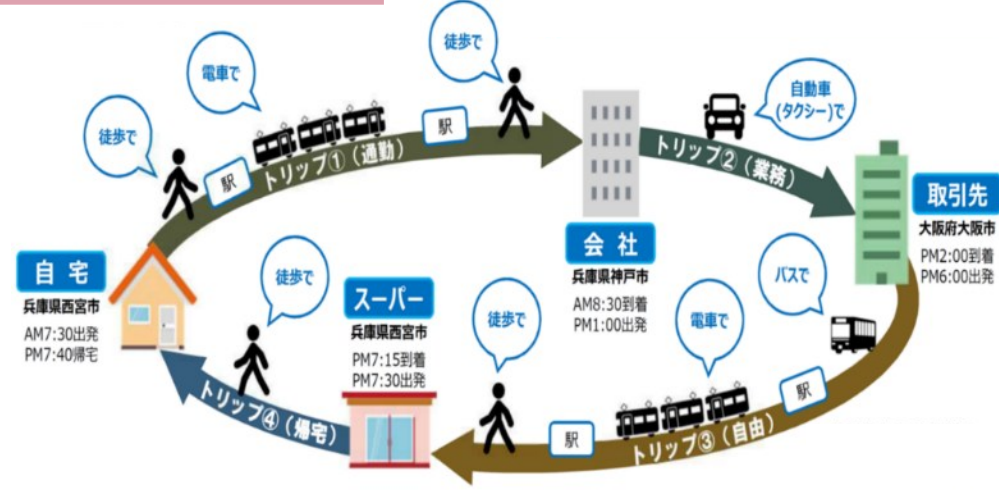 徒歩で
電車で
徒歩で
自動車
(タクシー)で
徒歩で
駅
トリップ①(通勤)
駅
トリップ②(業務)
取引先
大阪府大阪市
PM2:00到着
PM6:00出発
会 社
兵庫県神戸市
AM8:30到着
PM1:00出発
自 宅
兵庫県西宮市
AM7:30出発
PM7:40帰宅
徒歩で
スーパー
兵庫県西宮市
PM7:15到着
PM7:30出発
徒歩で
電車で
バスで
駅
駅
トリップ③(自由)
トリップ④(帰宅)